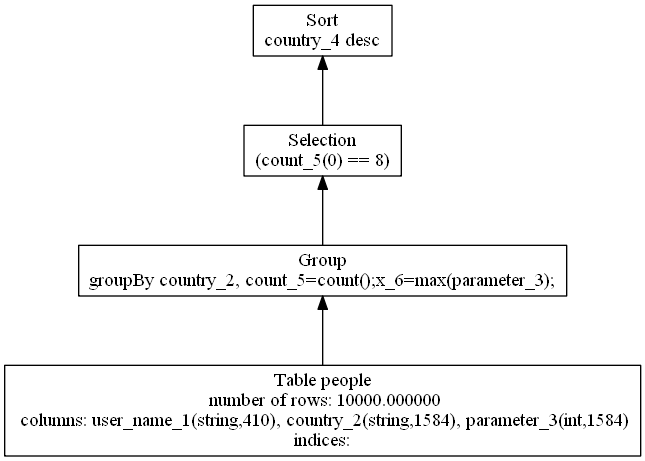 Sort
country_4 desc
Selection
(count_5(0) == 8)
Group
groupBy country_2, count_5=count();x_6=max(parameter_3);
Table people
number of rows: 10000.000000
columns: user_name_1(string,410), country_2(string,1584), parameter_3(int,1584)
indices: